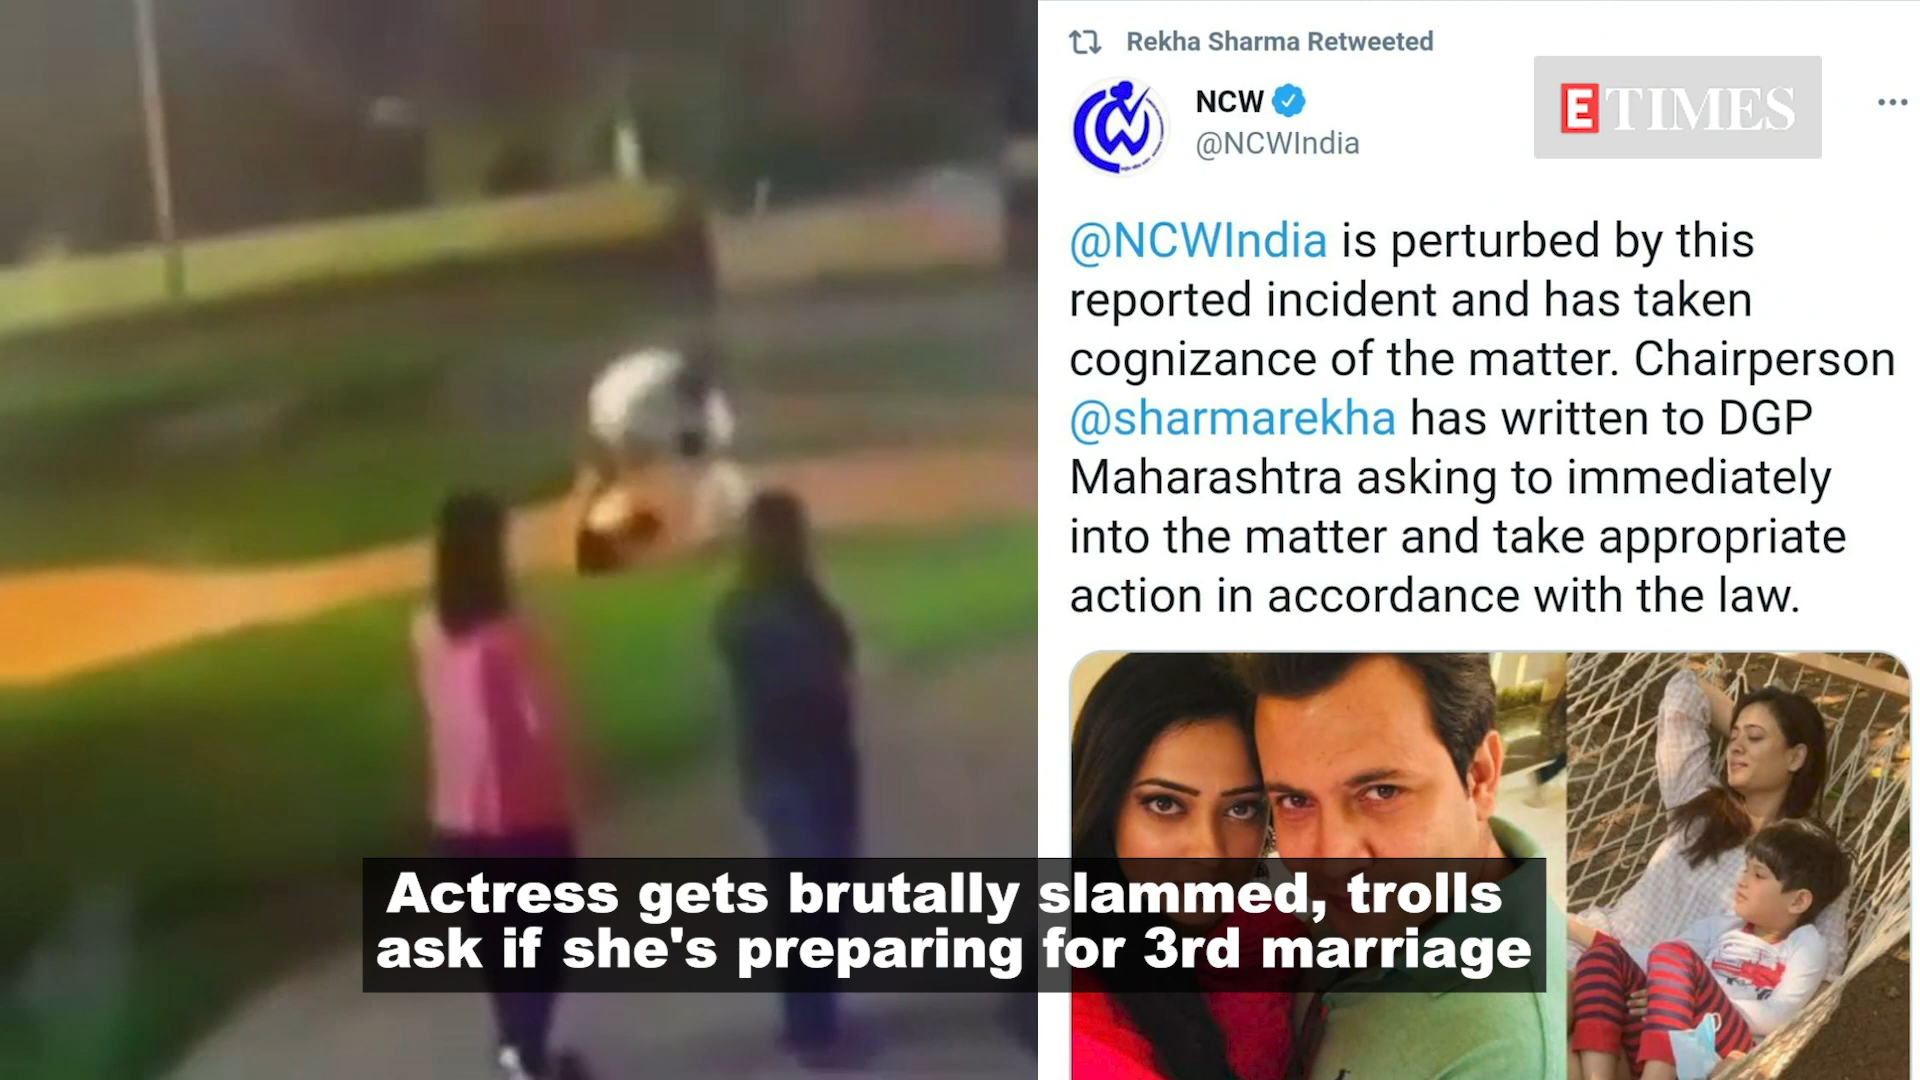 Rekha Sharma Retweeted
NCW
@NCWIndia
ETIMES
@NCWIndia is perturbed by this
reported incident and has taken
cognizance of the matter. Chairperson
@sharmarekha has written to DGP
Maharashtra asking to immediately
into the matter and take appropriate
action in accordance with the law.
Actress gets brutally slammed, trolls
ask if she's preparing for 3rd marriage